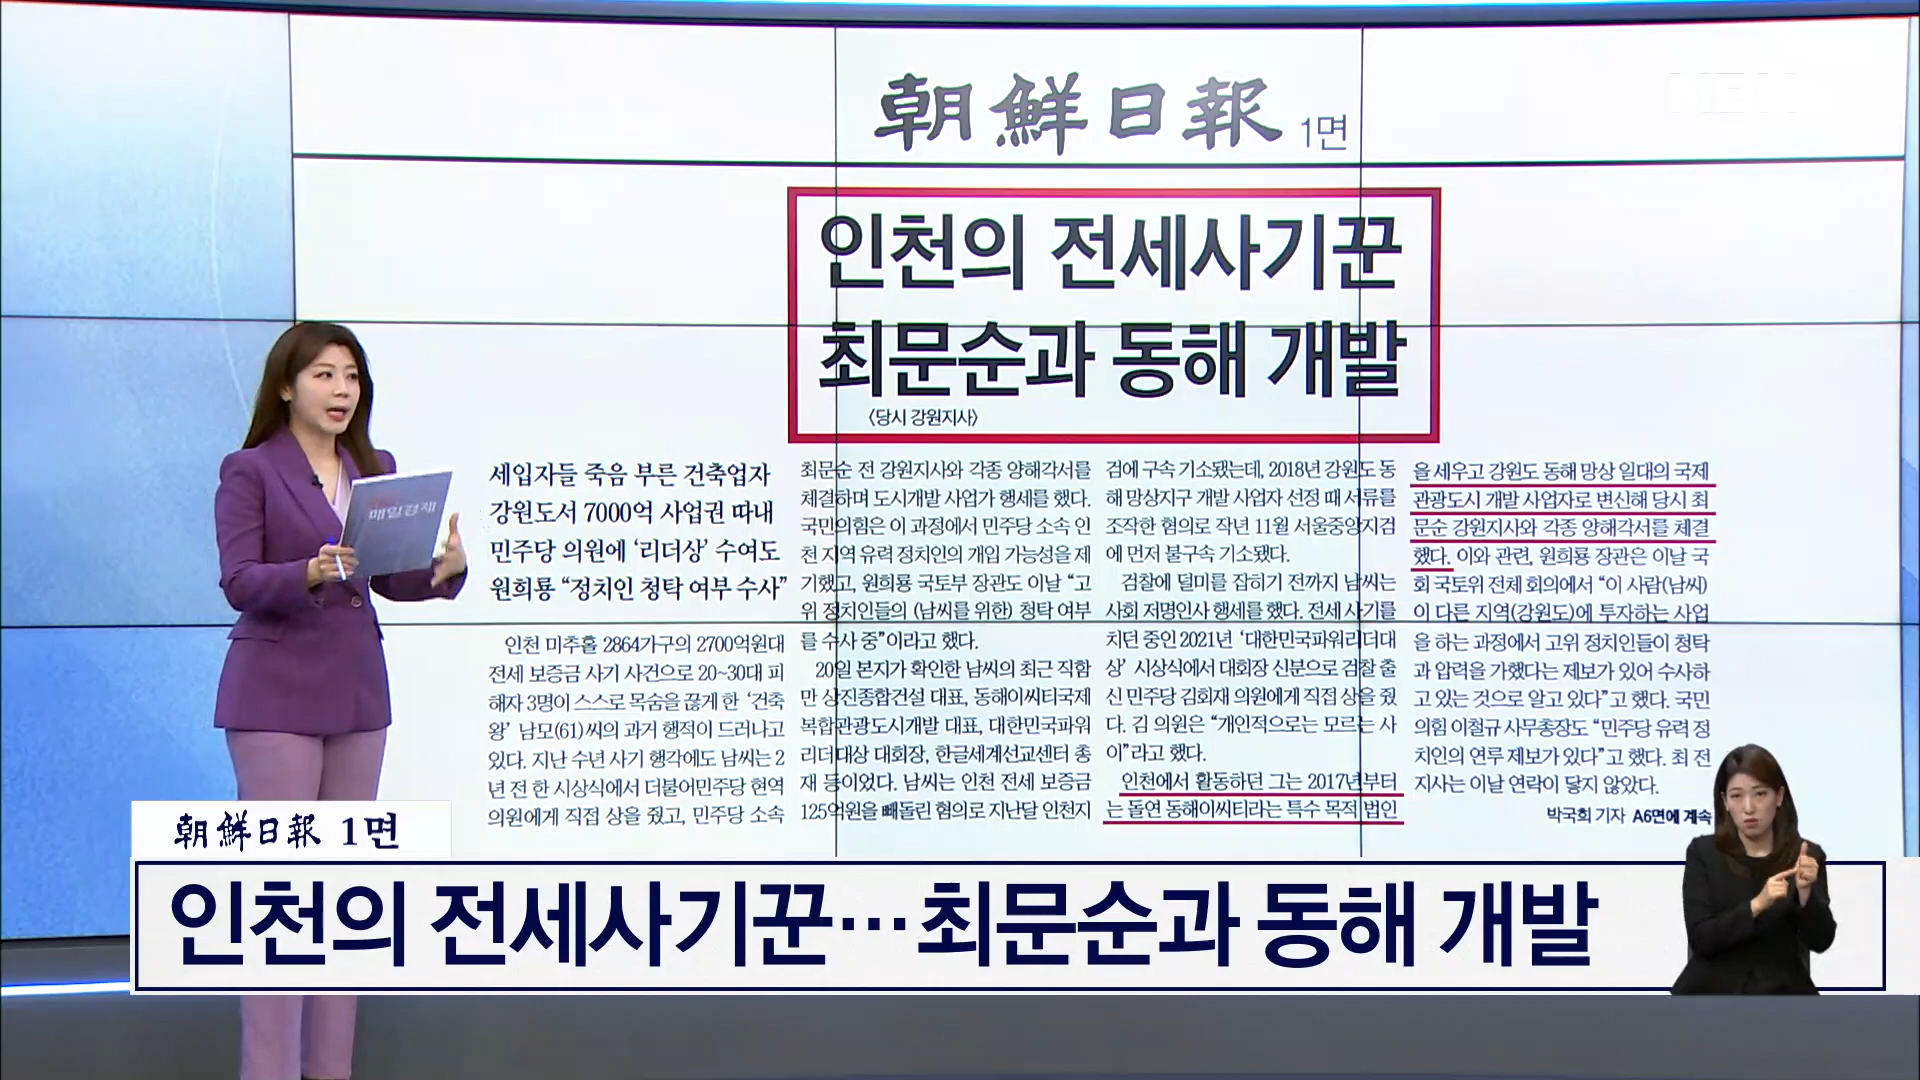 朝鮮日報 1면
인천의 전세사기꾼
최문순과 동해 개발
〈당시 강원지사〉
세입자들 죽음 부른 건축업자
강원도서 7000억 사업권 따내
민주당 의원에 ‘리더상’ 수여도
원희룡 “정치인 청탁 여부 수사”
인천 미추홀 2864가구의 2700억원대
전세 보증금 사기 사건으로 20~30대 피
해자 3명이 스스로 목숨을 끊게 한 ‘건축
왕’ 남모(61)씨의 과거 행적이 드러나고
있다. 지난 수년 사기 행각에도 남씨는 2
년 전 한 시상식에서 더불어민주당 현역
의원에게 직접 상을 줬고, 민주당 소속
최문순 전 강원지사와 각종 양해각서를
체결하며 도시개발 사업가 행세를 했다.
국민의힘은 이 과정에서 민주당 소속 인
천 지역 유력 정치인의 개입 가능성을 제
기했고, 원희룡 국토부 장관도 이날 “고
위 정치인들의 (남씨를 위한) 청탁 여부
를 수사 중”이라고 했다.
20일 본지가 확인한 남씨의 최근 직함
만 상진종합건설 대표, 동해이씨티국제
복합관광도시개발 대표, 대한민국파워
리더대상 대회장, 한글세계선교센터 총
재 등이었다. 남씨는 인천 전세 보증금
125억원을 빼돌린 혐의로 지난달 인천지
검에 구속 기소됐는데, 2018년 강원도 동
해 망상지구 개발 사업자 선정 때 서류를
조작한 혐의로 작년 11월 서울중앙지검
에 먼저 불구속 기소됐다.
검찰에 덜미를 잡히기 전까지 남씨는
사회 저명인사 행세를 했다. 전세 사기를
치던 중인 2021년 ‘대한민국파워리더대
상’ 시상식에서 대회장 신분으로 검찰 출
신 민주당 김회재 의원에게 직접 상을 줬
다. 김 의원은 “개인적으로는 모르는 사
이”라고 했다.
인천에서 활동하던 그는 2017년부터
는 돌연 동해이씨티라는 특수 목적 법인
을 세우고 강원도 동해 망상 일대의 국제
관광도시 개발 사업자로 변신해 당시 최
문순 강원지사와 각종 양해각서를 체결
했다. 이와 관련, 원희룡 장관은 이날 국
회 국토위 전체 회의에서 “이 사람(남씨)
이 다른 지역(강원도)에 투자하는 사업
을 하는 과정에서 고위 정치인들이 청탁
과 압력을 가했다는 제보가 있어 수사하
고 있는 것으로 알고 있다”고 했다. 국민
의힘 이철규 사무총장도 “민주당 유력 정
치인의 연루 제보가 있다”고 했다. 최 전
지사는 이날 연락이 닿지 않았다.
박국희 기자 A6면에 계속
매일경제
朝鮮日報 1면
인천의 전세사기꾼…최문순과 동해 개발